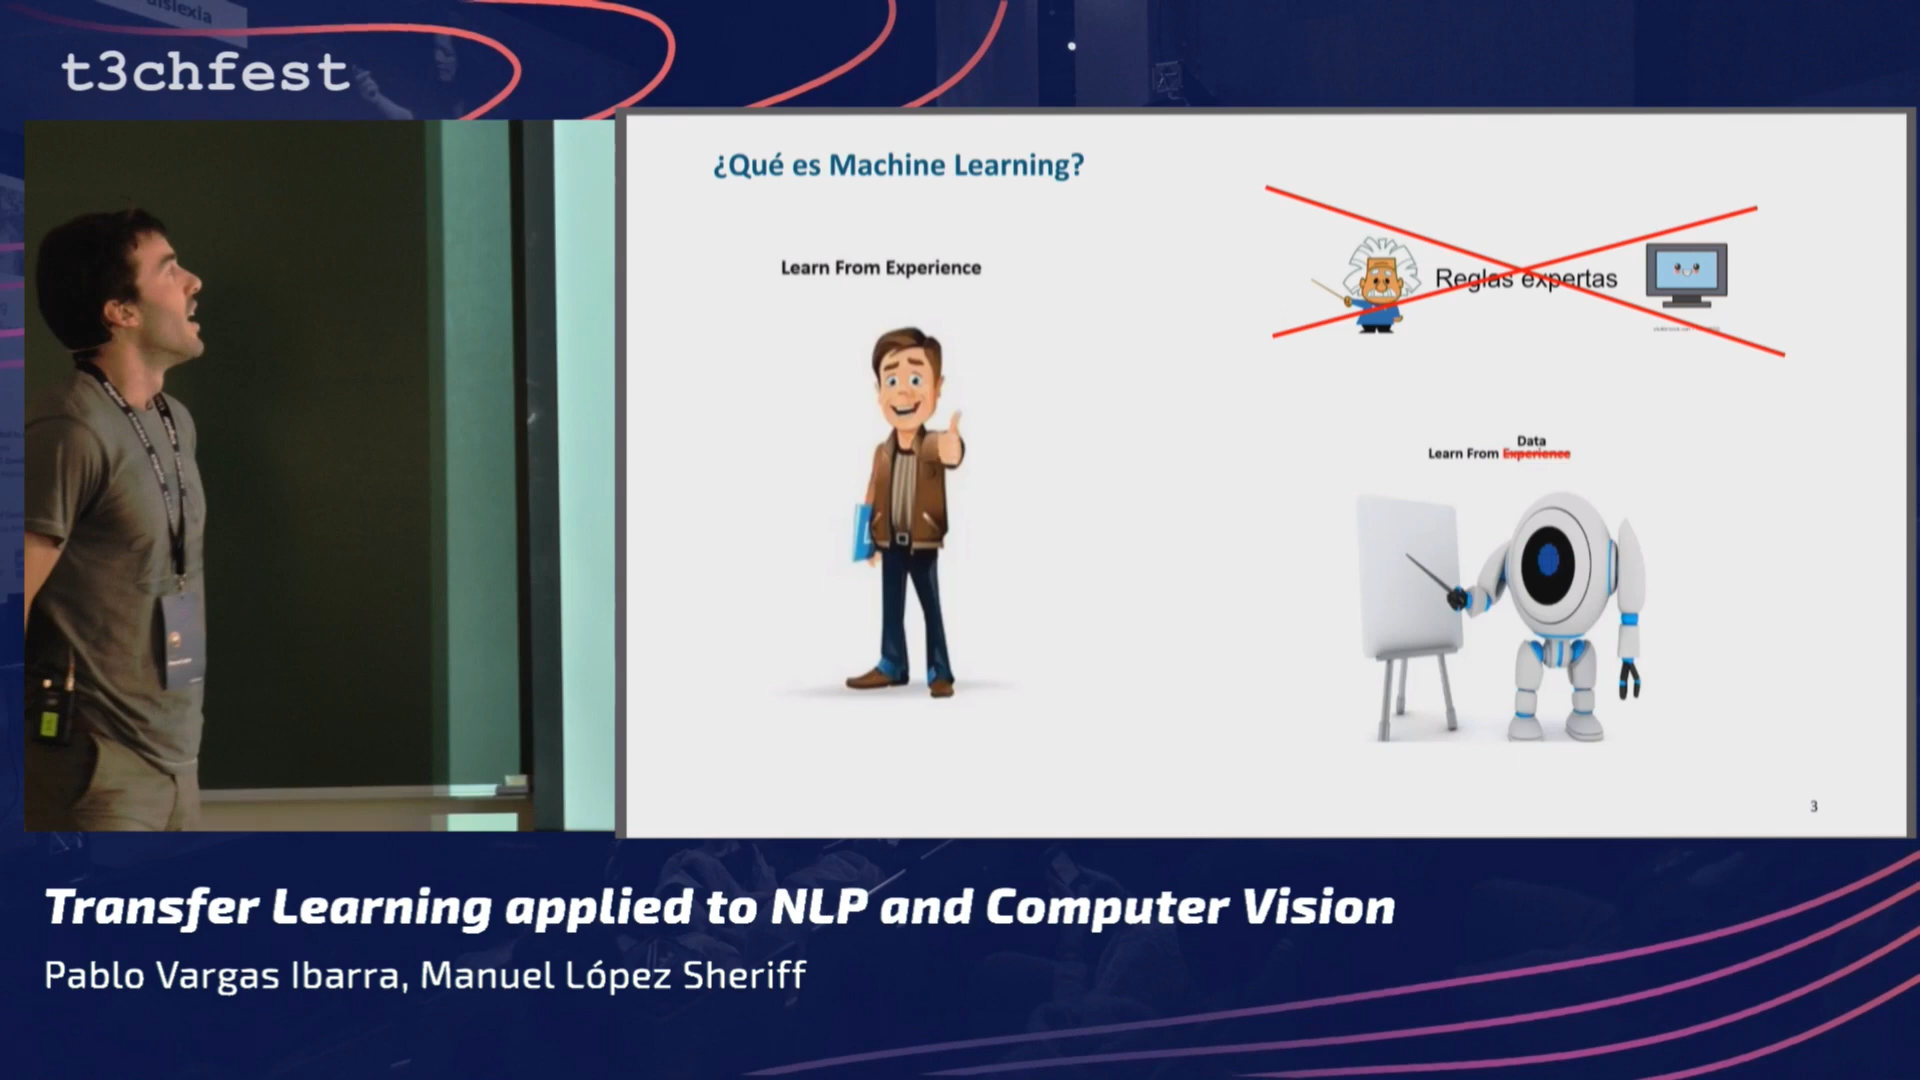 t3chfest
¿Qué es Machine Learning?
Learn From Experience
Reglas expertas
Data
Learn From Experience
3
Transfer Learning applied to NLP and Computer Vision
Pablo Vargas Ibarra, Manuel López Sheriff